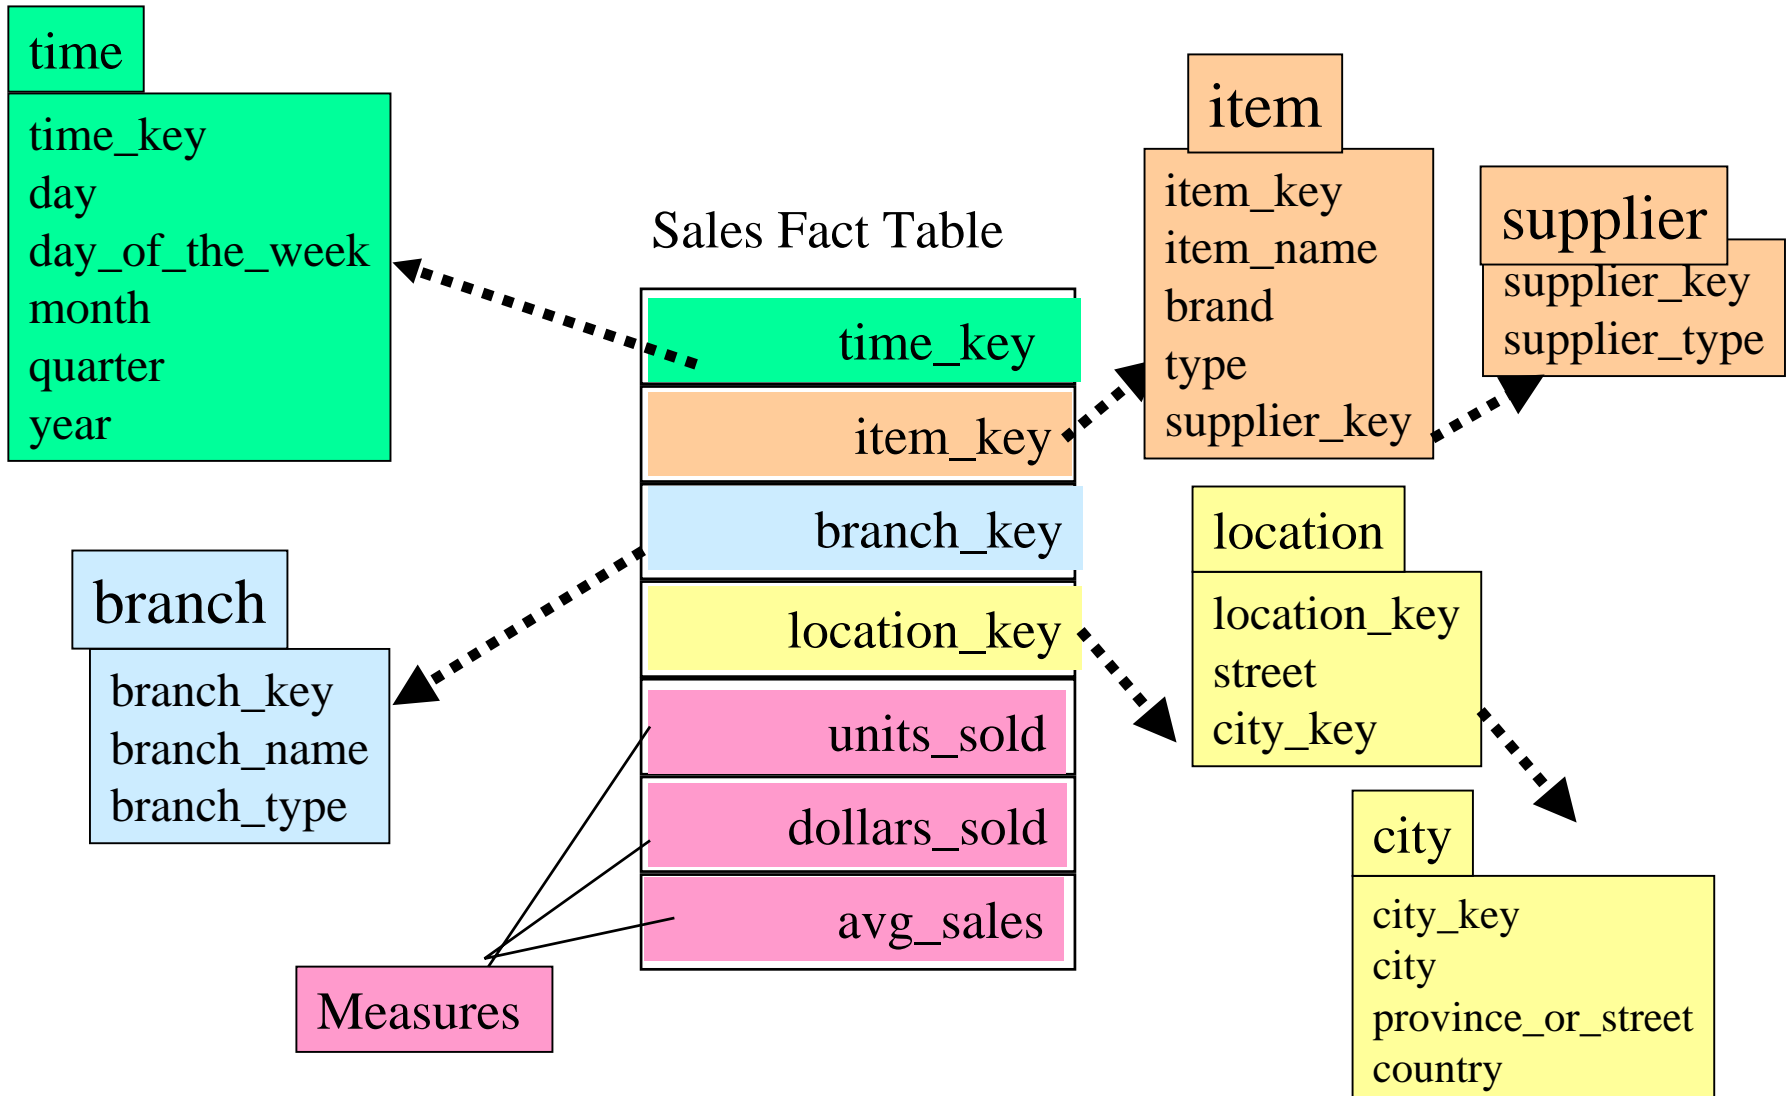 time
time_key
day
day_of_the_week
month
quarter
year
Sales Fact Table
time_key
item_key
branch_key
location_key
units_sold
dollars_sold
avg_sales
item
item_key
item_name
brand
type
supplier_key
supplier
supplier_key
supplier_type
branch
branch_key
branch_name
branch_type
location
location_key
street
city_key
city
city_key
city
province_or_street
country
Measures